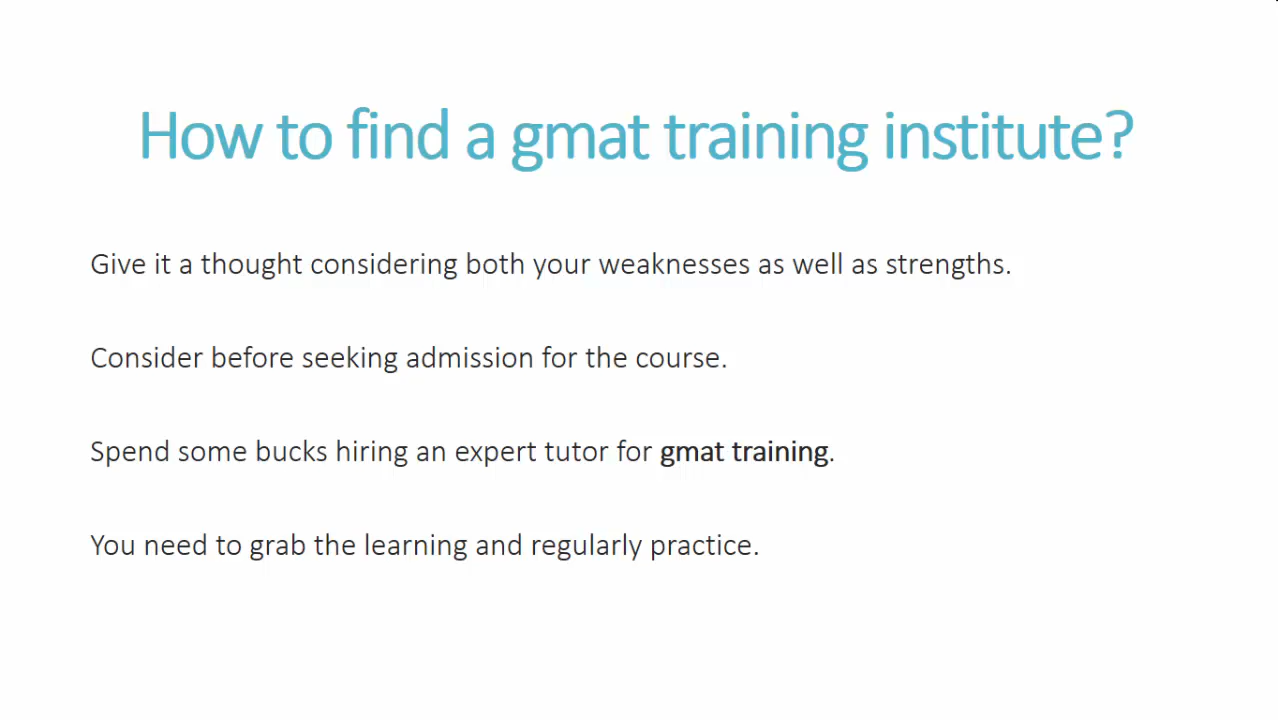 How to find a gmat training institute?
Give it a thought considering both your weaknesses as well as strengths.
Consider before seeking admission for the course.
Spend some bucks hiring an expert tutor for gmat training.
You need to grab the learning and regularly practice.